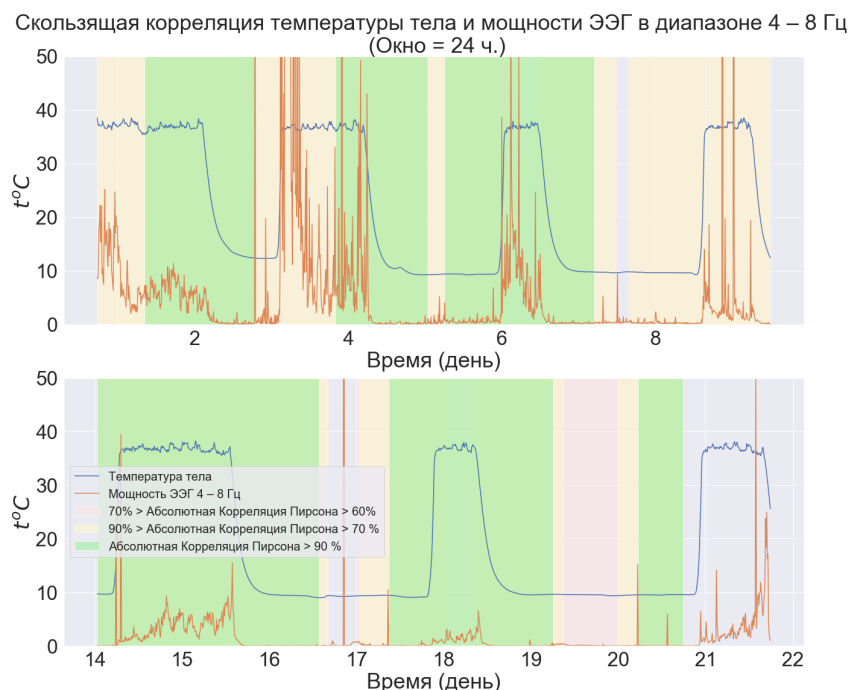 Скользящая корреляция температуры тела и мощности ЭЭГ в диапазоне 4 – 8 Гц
(Окно = 24 ч.)
50
40
30
20
10
0
t°C
2
4
6
8
Время (день)
50
40
30
20
10
0
t°C
Температура тела
Мощность ЭЭГ 4 – 8 Гц
70% > Абсолютная Корреляция Пирсона > 60%
90% > Абсолютная Корреляция Пирсона > 70 %
Абсолютная Корреляция Пирсона > 90 %
14
15
16
17
18
19
20
21
22
Время (день)